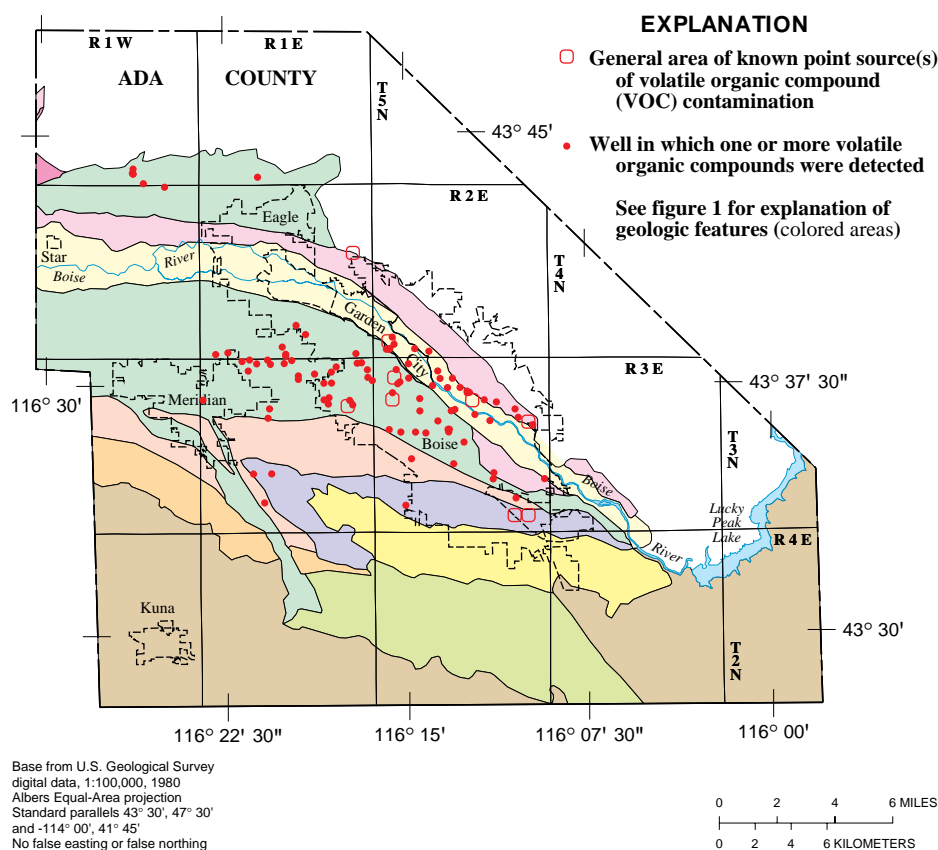 EXPLANATION
General area of known point source(s)
of volatile organic compound
(VOC) contamination
Well in which one or more volatile
organic compounds were detected
See figure 1 for explanation of
geologic features (colored areas)
R 1 W
R 1 E
ADA
COUNTY
T
5
N
43° 45'
R 2 E
Eagle
Star
River
Boise
T
4
N
Garden
City
R 3 E
43° 37' 30"
116° 30'
Meridian
Boise
T
3
N
Boise
Lucky
Peak
Lake
River
R 4 E
Kuna
43° 30'
T
2
N
116° 22' 30"
116° 15'
116° 07' 30"
116° 00'
Base from U.S. Geological Survey
digital data, 1:100,000, 1980
Albers Equal-Area projection
Standard parallels 43° 30', 47° 30'
and -114° 00', 41° 45'
No false easting or false northing
0 2 4 6 MILES
0 2 4 6 KILOMETERS